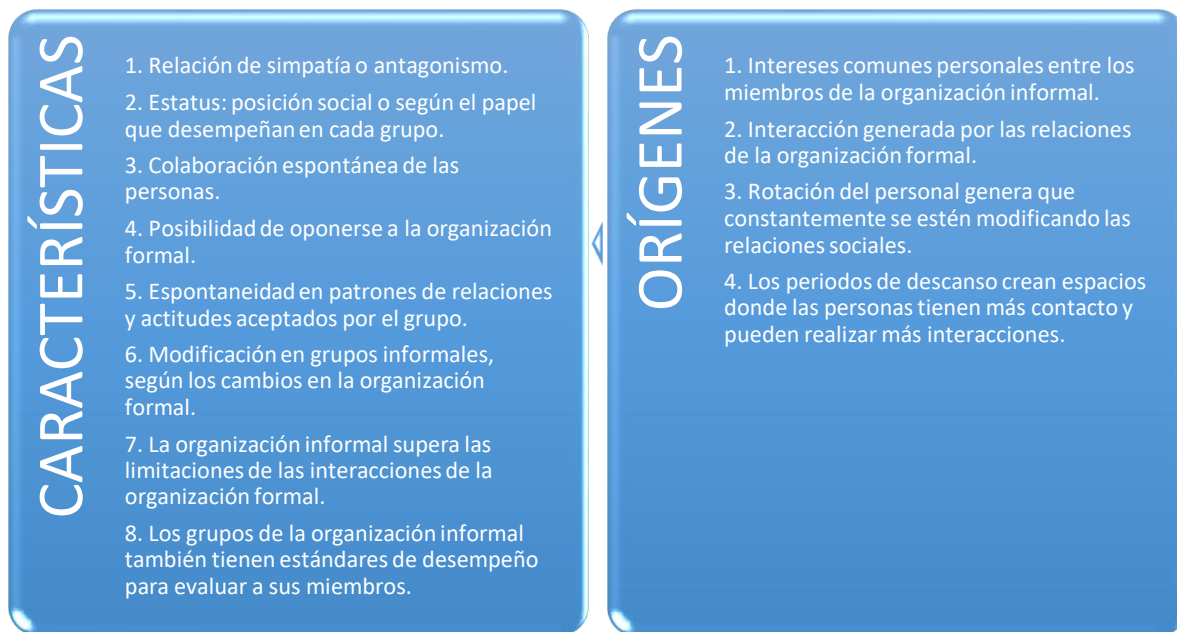 CARACTERÍSTICAS
1. Relación de simpatía o antagonismo.
2. Estatus: posición social o según el papel
que desempeñan en cada grupo.
3. Colaboración espontánea de las
personas.
4. Posibilidad de oponerse a la organización
formal.
5. Espontaneidad en patrones de relaciones
y actitudes aceptados por el grupo.
6. Modificación en grupos informales,
según los cambios en la organización
formal.
7. La organización informal supera las
limitaciones de las interacciones de la
organización formal.
8. Los grupos de la organización informal
también tienen estándares de desempeño
para evaluar a sus miembros.
ORÍGENES
1. Intereses comunes personales entre los
miembros de la organización informal.
2. Interacción generada por las relaciones
de la organización formal.
3. Rotación del personal genera que
constantemente se estén modificando las
relaciones sociales.
4. Los periodos de descanso crean espacios
donde las personas tienen más contacto y
pueden realizar más interacciones.